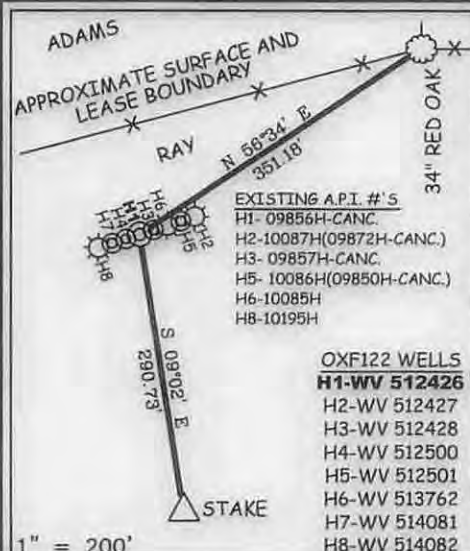 ADAMS
APPROXIMATE SURFACE AND
LEASE BOUNDARY
RAY
N 56°34' E
351.18'
34" RED OAK
EXISTING A.P.I. #'S
H1- 09856H-CANC.
H2-10087H(09872H-CANC.)
H3- 09857H-CANC.
H5- 10086H(09850H-CANC.)
H6-10085H
H8-10195H
H8
H7
H4
H1
H3
H6
H5
H2
S 09°02' E
290.73'
OXF122 WELLS
H1-WV 512426
H2-WV 512427
H3-WV 512428
H4-WV 512500
H5-WV 512501
H6-WV 513762
H7-WV 514081
H8-WV 514082
STAKE
1" = 200'